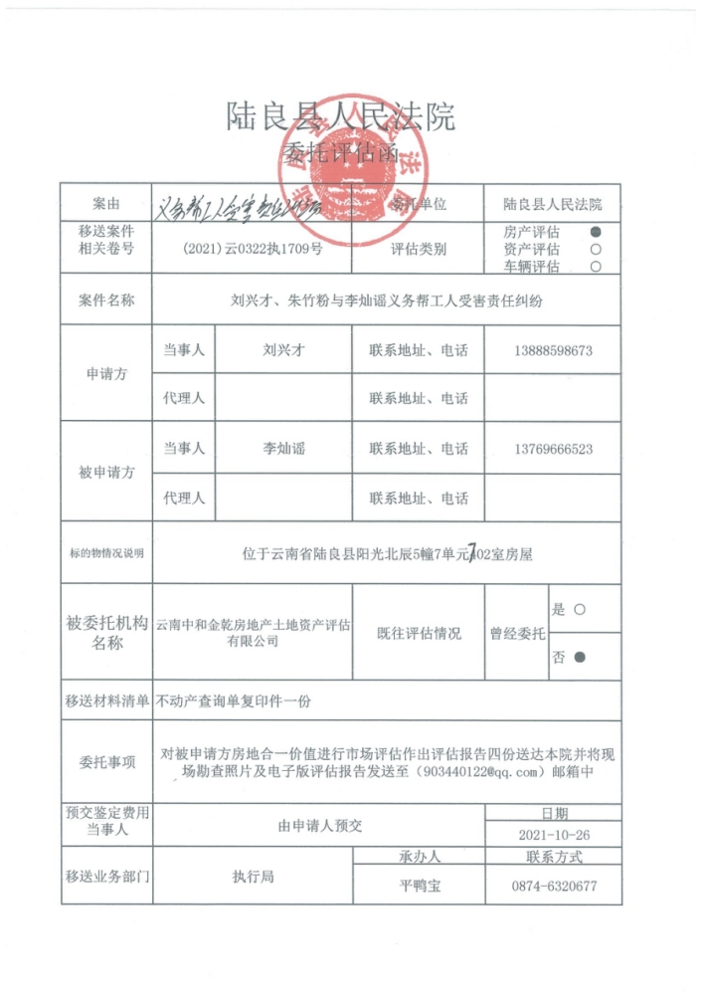 陆良县人民法院
委托评估函
案由 义务帮工人受害责任纠纷 委托单位 陆良县人民法院
移送案件
相关卷号 (2021)云0322执1709号 评估类别 房产评估 ●
资产评估 ○
车辆评估 ○
案件名称 刘兴才、朱竹粉与李灿谣义务帮工人受害责任纠纷
申请方 当事人 刘兴才 联系地址、电话 13888598673
代理人 联系地址、电话
被申请方 当事人 李灿谣 联系地址、电话 13769666523
代理人 联系地址、电话
标的物情况说明 位于云南省陆良县阳光北辰5幢7单元702室房屋
被委托机构
名称 云南中和金乾房地产土地资产评估
有限公司 既往评估情况 曾经委托 是 ○
否 ●
移送材料清单 不动产查询单复印件一份
委托事项 对被申请方房地合一价值进行市场评估作出评估报告四份送达本院并将现
场勘查照片及电子版评估报告发送至（903440122@qq.com）邮箱中
预交鉴定费用
当事人 由申请人预交 日期
2021-10-26
移送业务部门 执行局 承办人 联系方式
平鸭宝 0874-6320677